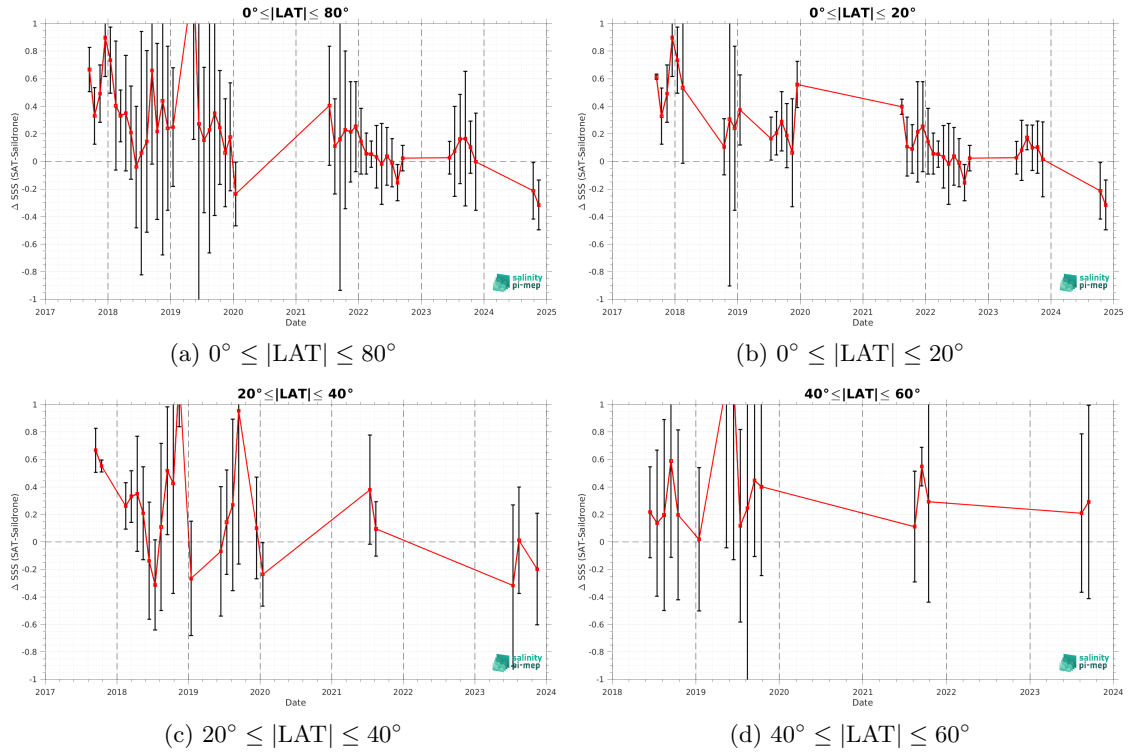 0°≤|LAT|≤ 80°
Δ SSS (SAT-Saildrone)
1
0.8
0.6
0.4
0.2
0
-0.2
-0.4
-0.6
-0.8
-1
2017 2018 2019 2020 2021 2022 2023 2024 2025
Date
salinity
pi-mep
(a) 0° ≤ |LAT| ≤ 80°
0°≤|LAT|≤ 20°
Δ SSS (SAT-Saildrone)
1
0.8
0.6
0.4
0.2
0
-0.2
-0.4
-0.6
-0.8
-1
2017 2018 2019 2020 2021 2022 2023 2024 2025
Date
salinity
pi-mep
(b) 0° ≤ |LAT| ≤ 20°
20°≤|LAT|≤ 40°
Δ SSS (SAT-Saildrone)
1
0.8
0.6
0.4
0.2
0
-0.2
-0.4
-0.6
-0.8
-1
2017 2018 2019 2020 2021 2022 2023 2024
Date
salinity
pi-mep
(c) 20° ≤ |LAT| ≤ 40°
40°≤|LAT|≤ 60°
Δ SSS (SAT-Saildrone)
1
0.8
0.6
0.4
0.2
0
-0.2
-0.4
-0.6
-0.8
-1
2018 2019 2020 2021 2022 2023 2024
Date
salinity
pi-mep
(d) 40° ≤ |LAT| ≤ 60°